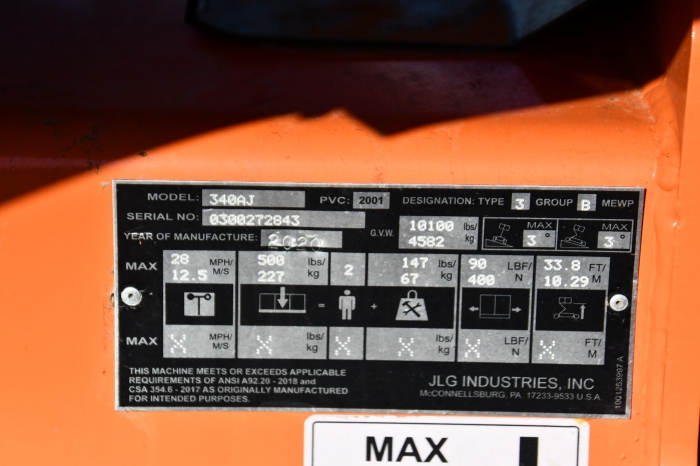 MODEL: 340AJ PVC: 2001 DESIGNATION: TYPE 3 GROUP B MEWP
SERIAL NO: 0300272843
G.V.W. 10100 lbs/ 4582 kg
MAX 3° MAX 3°
YEAR OF MANUFACTURE: 2020
MAX 28 MPH/ 500 lbs/ 2 147 lbs/ 90 LBF/ 33.8 FT/
12.5 M/S 227 kg 67 kg 400 N 10.29 M
= +
MAX X MPH/ M/S X lbs/ kg X X lbs/ kg X LBF/ N X FT/ M
THIS MACHINE MEETS OR EXCEEDS APPLICABLE
REQUIREMENTS OF ANSI A92.20 - 2018 - and
CSA 354.6 - 2017 AS ORIGINALLY MANUFACTURED
FOR INTENDED PURPOSES.
JLG INDUSTRIES, INC
McCONNELLSBURG, PA. 17233-9533 U.S.A.
1001253907 A
MAX